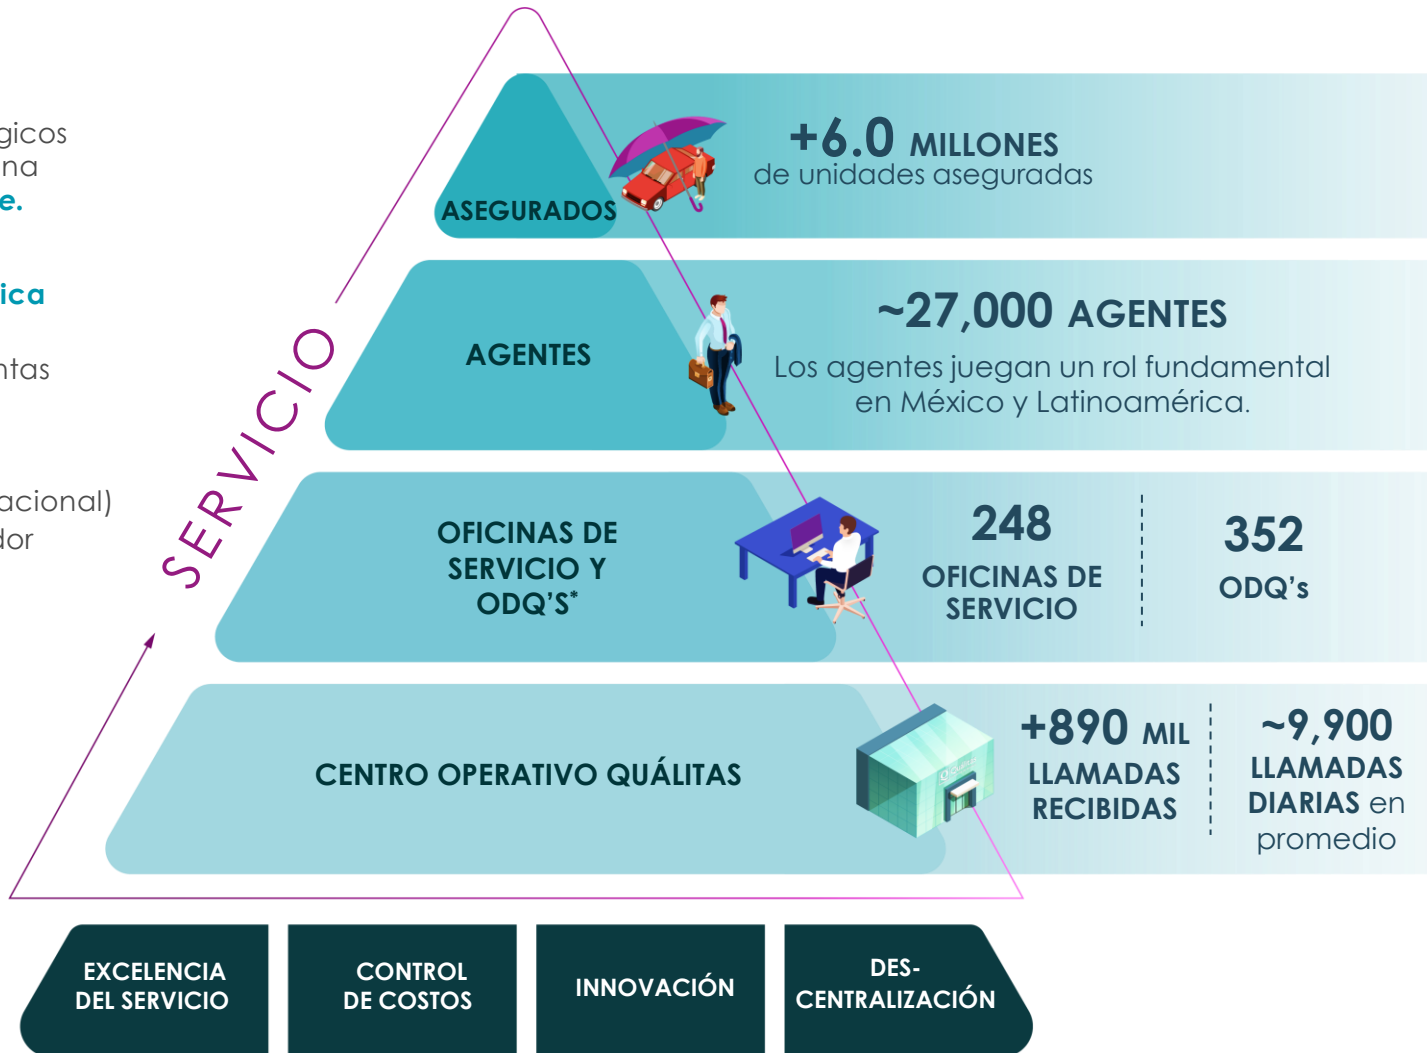 gicos
na
e.
ica
ntas
acional)
dor
SERVICIO
ASEGURADOS
+6.0 MILLONES
de unidades aseguradas
AGENTES
~27,000 AGENTES
Los agentes juegan un rol fundamental
en México y Latinoamérica.
OFICINAS DE
SERVICIO Y
ODQ'S*
248
OFICINAS DE
SERVICIO
352
ODQ's
CENTRO OPERATIVO QUÁLITAS
Quálitas
+890 MIL
LLAMADAS
RECIBIDAS
~9,900
LLAMADAS
DIARIAS en
promedio
EXCELENCIA
DEL SERVICIO
CONTROL
DE COSTOS
INNOVACIÓN
DES-
CENTRALIZACIÓN